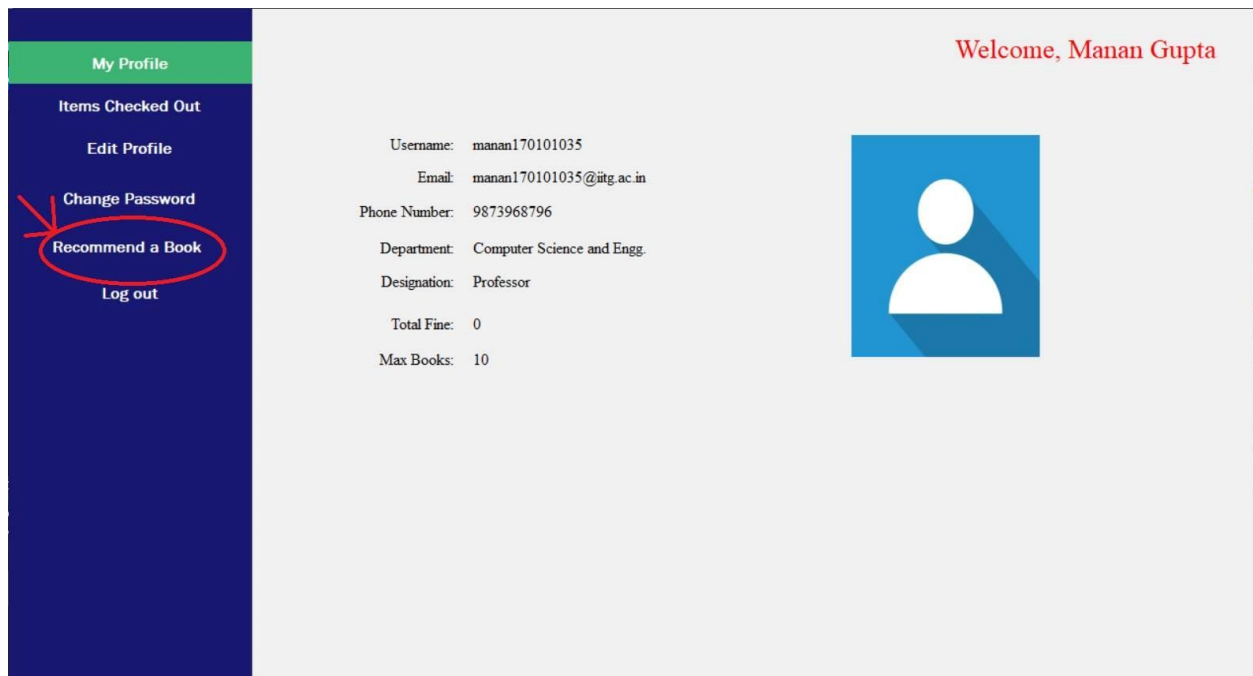 Welcome, Manan Gupta
My Profile
Items Checked Out
Edit Profile
Change Password
Recommend a Book
Log out
Username: manan170101035
Email: manan170101035@iitg.ac.in
Phone Number: 9873968796
Department: Computer Science and Engg.
Designation: Professor
Total Fine: 0
Max Books: 10